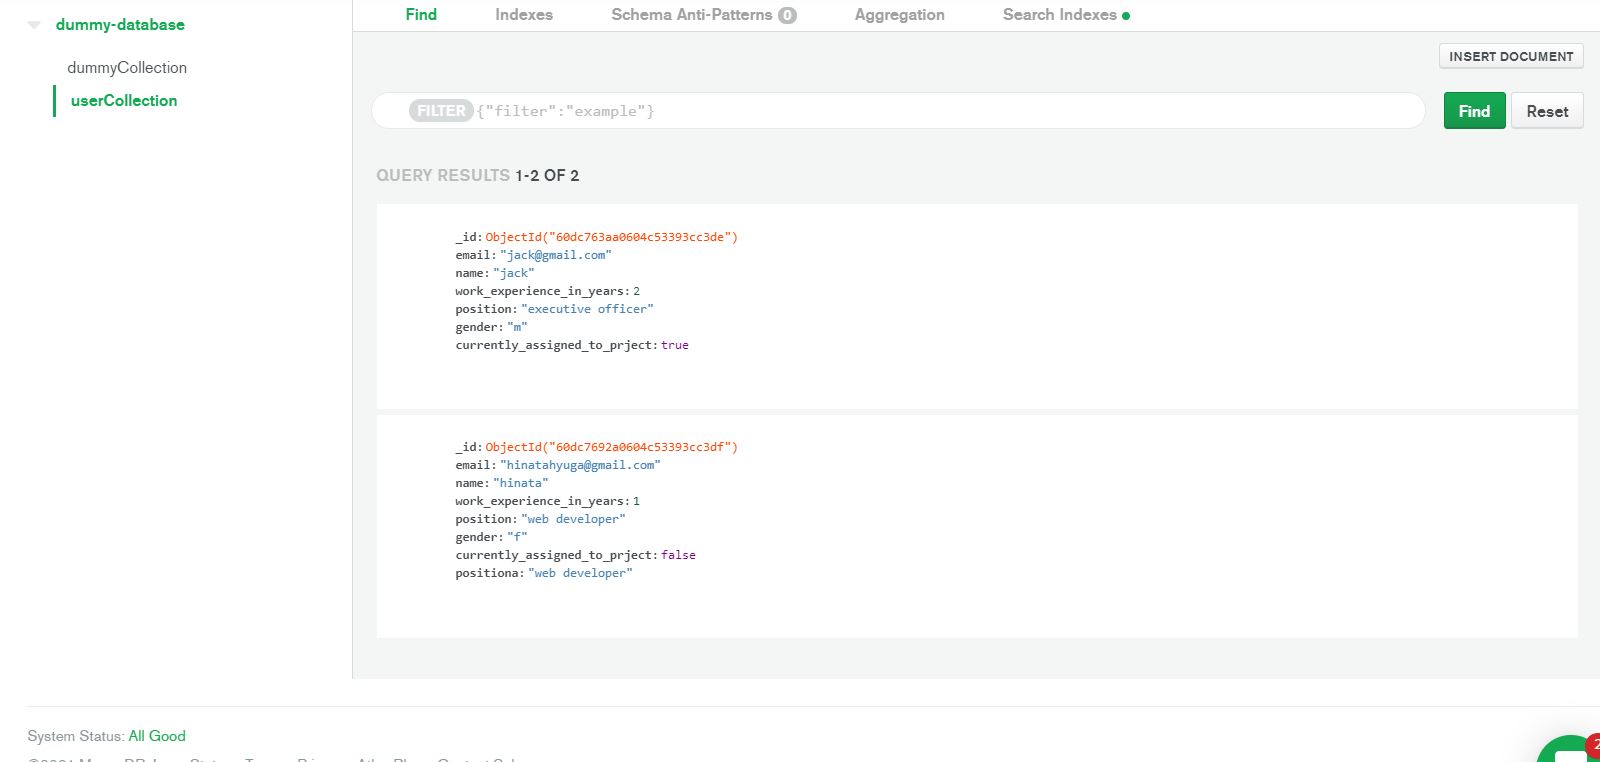 dummy-database
dummyCollection
userCollection
Find Indexes Schema Anti-Patterns 0 Aggregation Search Indexes
INSERT DOCUMENT
FILTER {"filter":"example"} Find Reset
QUERY RESULTS 1-2 OF 2
_id: ObjectId("60dc763aa0604c53393cc3de")
email: "jack@gmail.com"
name: "jack"
work_experience_in_years: 2
position: "executive officer"
gender: "m"
currently_assigned_to_prject: true
_id: ObjectId("60dc7692a0604c53393cc3df")
email: "hinatahyuga@gmail.com"
name: "hinata"
work_experience_in_years: 1
position: "web developer"
gender: "f"
currently_assigned_to_prject: false
positiona: "web developer"
System Status: All Good
2